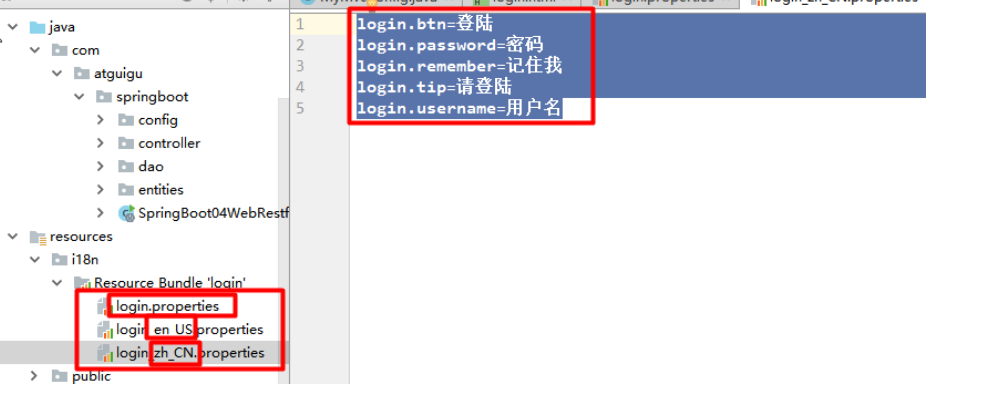 login_zh_CN.properties
java
com
atguigu
springboot
config
controller
dao
entities
SpringBoot04WebRestf
resources
i18n
Resource Bundle 'login'
login.properties
login_en_US.properties
login_zh_CN.properties
public
1 login.btn=登陆
2 login.password=密码
3 login.remember=记住我
4 login.tip=请登陆
5 login.username=用户名